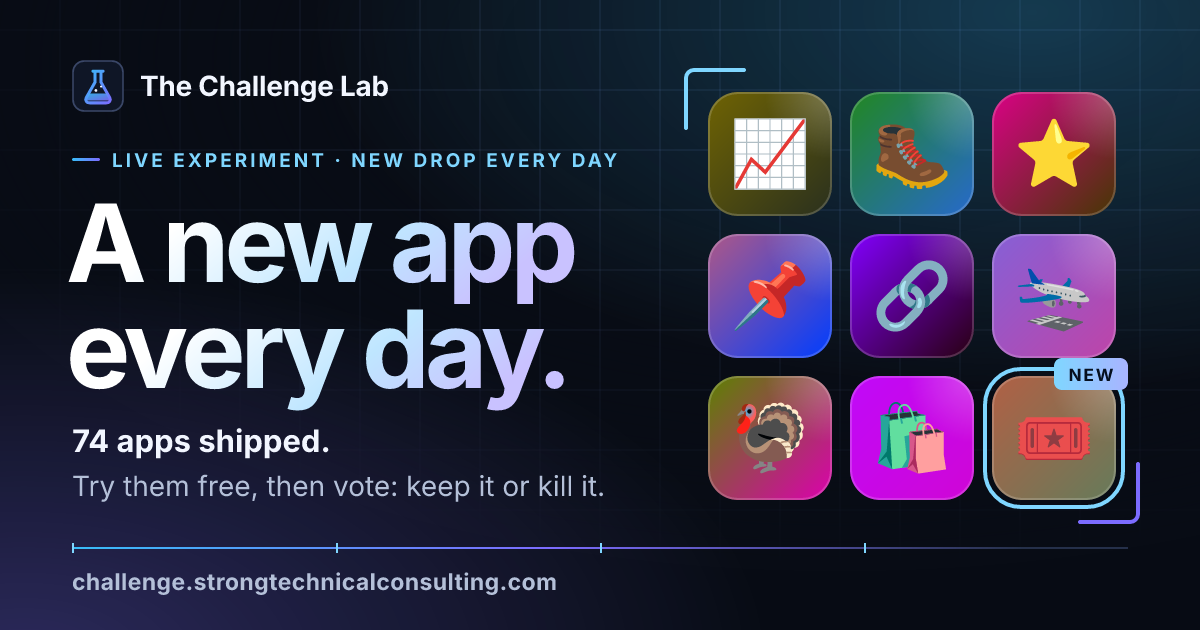 The Challenge Lab
LIVE EXPERIMENT · NEW DROP EVERY DAY
A new app
every day.
74 apps shipped.
Try them free, then vote: keep it or kill it.
NEW
challenge.strongtechnicalconsulting.com